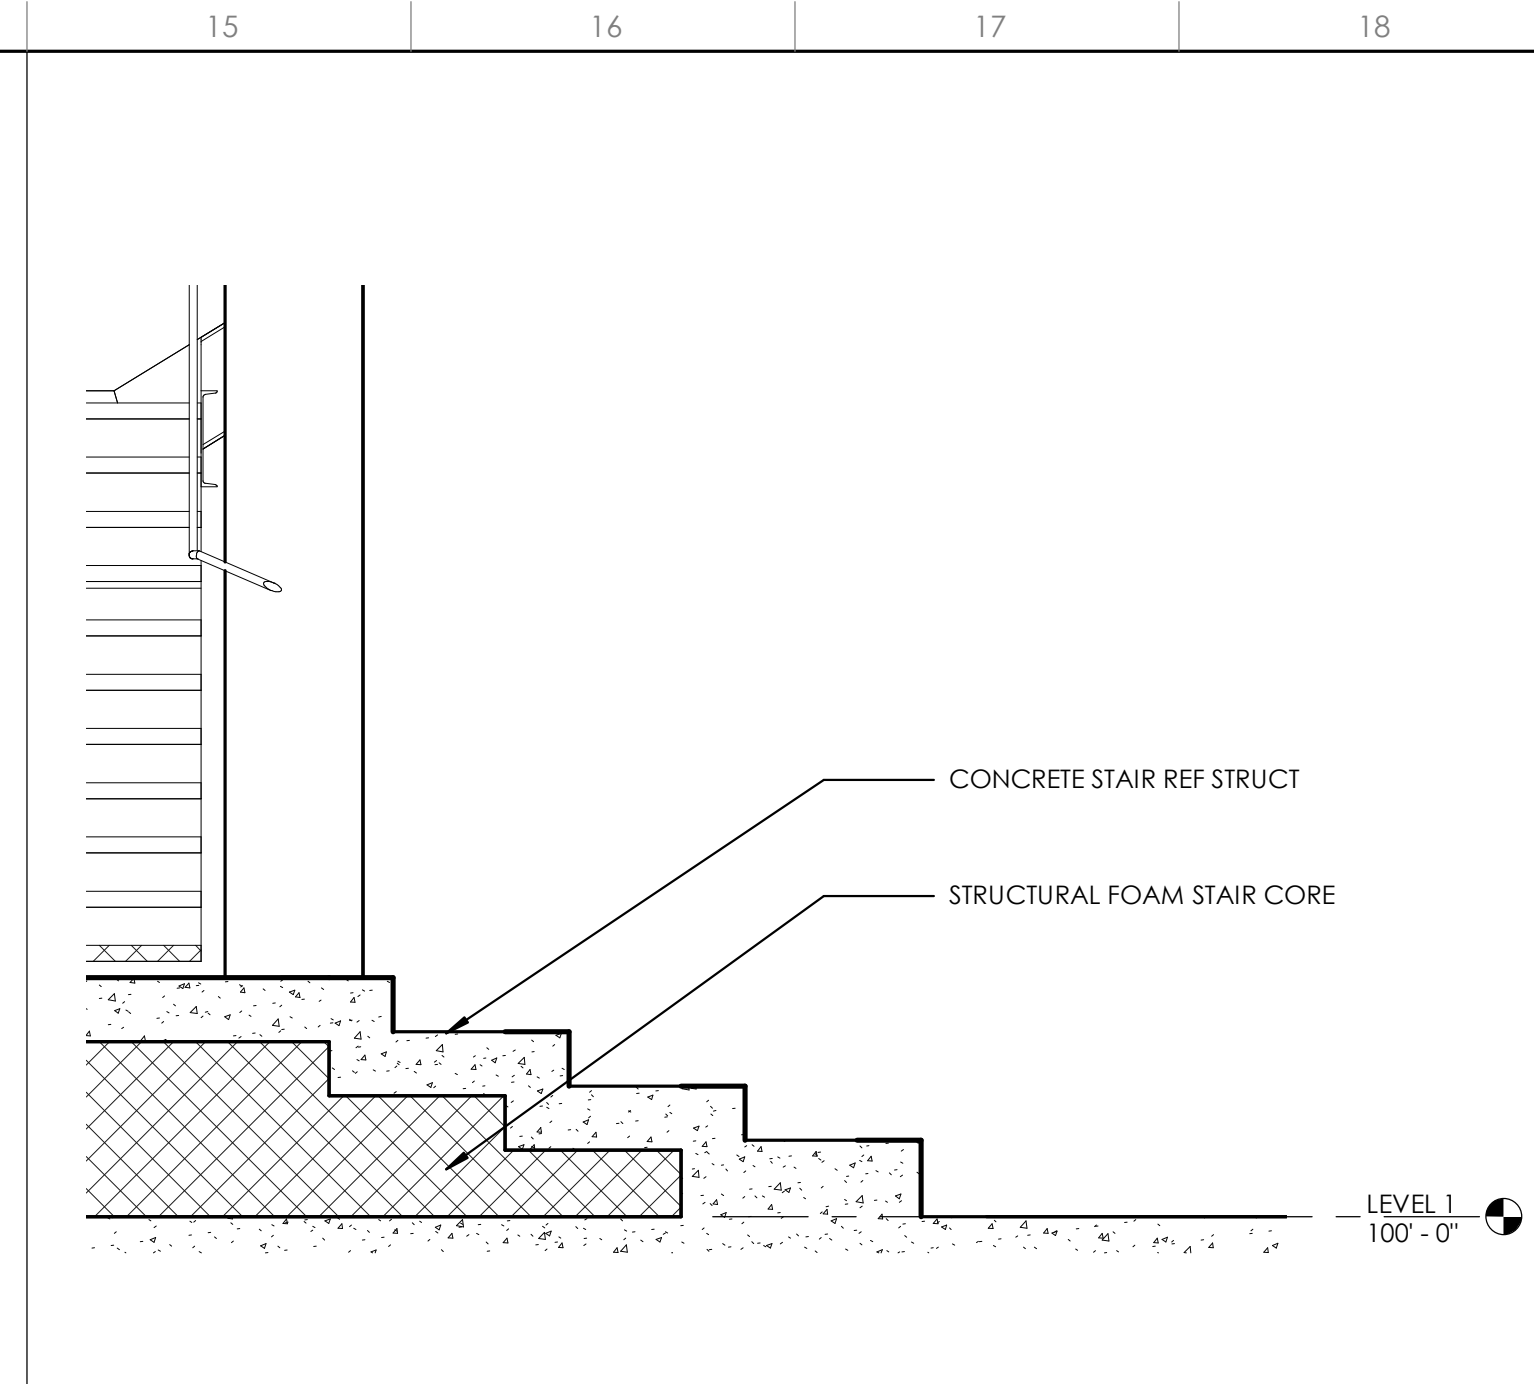 15 16 17 18
CONCRETE STAIR REF STRUCT
STRUCTURAL FOAM STAIR CORE
LEVEL 1
100' - 0"